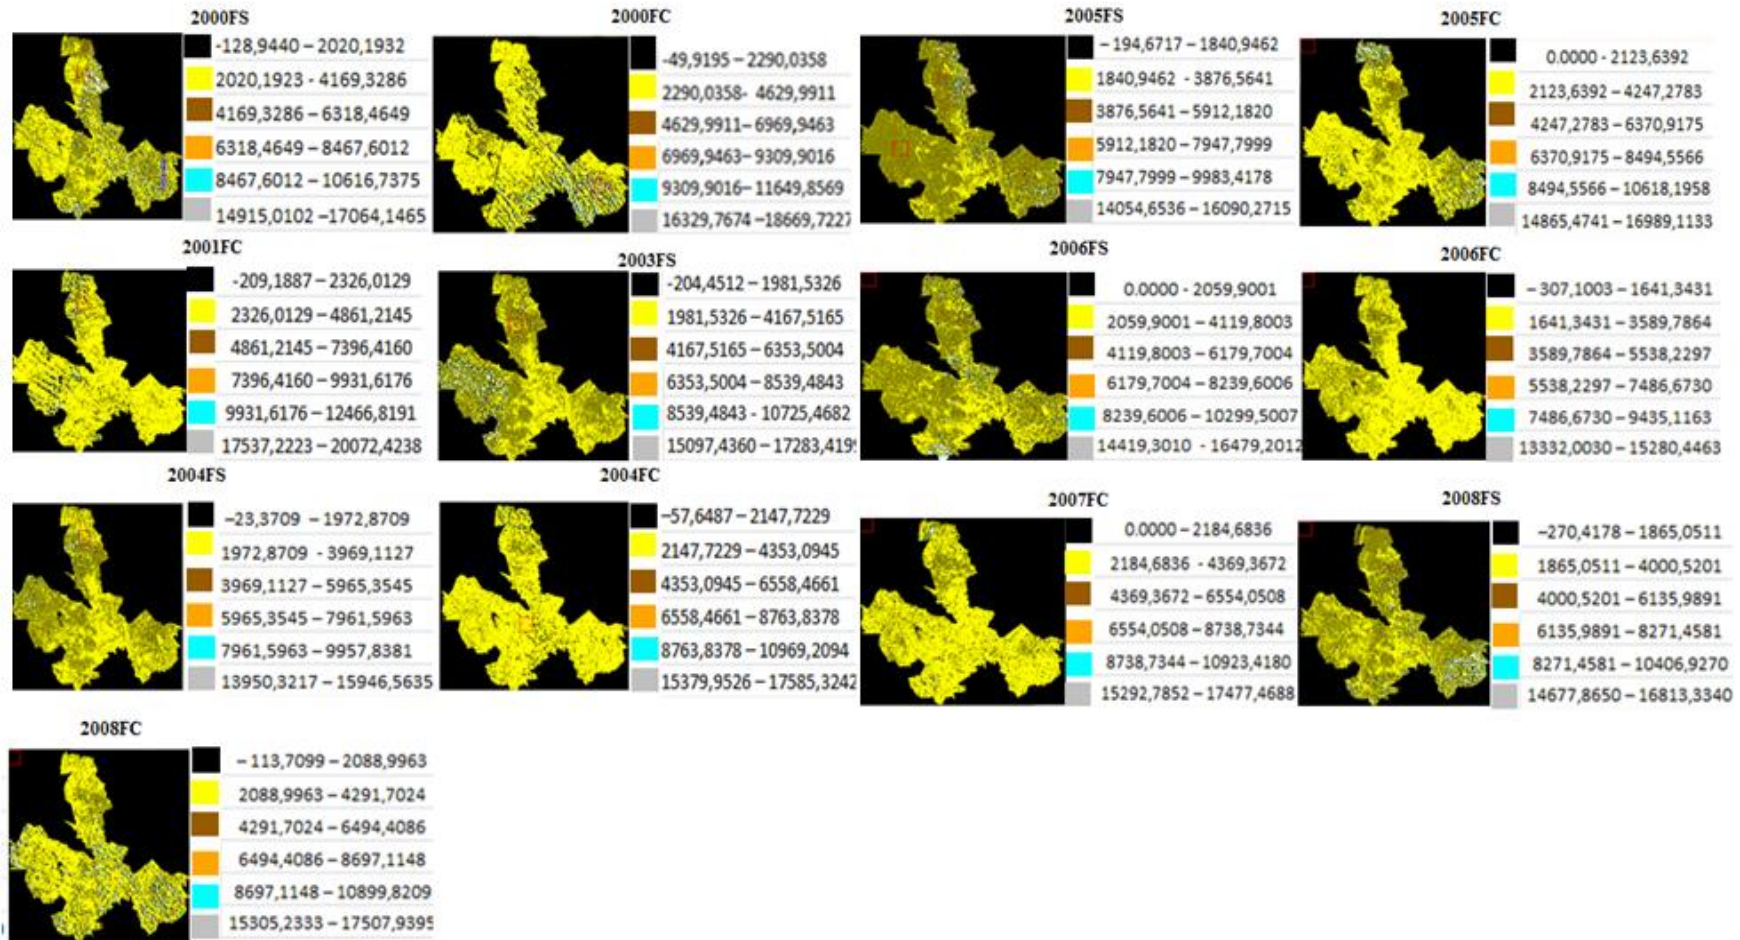 2000FS
-128,9440 – 2020,1932
2020,1923 - 4169,3286
4169,3286 – 6318,4649
6318,4649 – 8467,6012
8467,6012 – 10616,7375
14915,0102 –17064,1465
2000FC
-49,9195 – 2290,0358
2290,0358- 4629,9911
4629,9911– 6969,9463
6969,9463– 9309,9016
9309,9016– 11649,8569
16329,7674 –18669,7227
2005FS
– 194,6717 – 1840,9462
1840,9462 - 3876,5641
3876,5641 – 5912,1820
5912,1820 – 7947,7999
7947,7999 – 9983,4178
14054,6536 – 16090,2715
2005FC
0.0000 - 2123,6392
2123,6392 – 4247,2783
4247,2783 – 6370,9175
6370,9175 – 8494,5566
8494,5566 – 10618,1958
14865,4741 – 16989,1133
2001FC
-209,1887 – 2326,0129
2326,0129 – 4861,2145
4861,2145 – 7396,4160
7396,4160 – 9931,6176
9931,6176 – 12466,8191
17537,2223 – 20072,4238
2003FS
-204,4512 – 1981,5326
1981,5326 – 4167,5165
4167,5165 – 6353,5004
6353,5004 – 8539,4843
8539,4843 - 10725,4682
15097,4360 – 17283,419
2006FS
0.0000 - 2059,9001
2059,9001 – 4119,8003
4119,8003 – 6179,7004
6179,7004 – 8239,6006
8239,6006 – 10299,5007
14419,3010 - 16479,2012
2006FC
– 307,1003 – 1641,3431
1641,3431 – 3589,7864
3589,7864 – 5538,2297
5538,2297 – 7486,6730
7486,6730 – 9435,1163
13332,0030 – 15280,4463
2004FS
–23,3709 – 1972,8709
1972,8709 - 3969,1127
3969,1127 – 5965,3545
5965,3545 – 7961,5963
7961,5963 – 9957,8381
13950,3217 – 15946,5635
2004FC
–57,6487 – 2147,7229
2147,7229 – 4353,0945
4353,0945 – 6558,4661
6558,4661 – 8763,8378
8763,8378 – 10969,2094
15379,9526 – 17585,3242
2007FC
0.0000 – 2184,6836
2184,6836 - 4369,3672
4369,3672 – 6554,0508
6554,0508 – 8738,7344
8738,7344 – 10923,4180
15292,7852 – 17477,4688
2008FS
–270,4178 – 1865,0511
1865,0511 – 4000,5201
4000,5201 – 6135,9891
6135,9891 – 8271,4581
8271,4581 – 10406,9270
14677,8650 – 16813,3340
2008FC
– 113,7099 – 2088,9963
2088,9963 – 4291,7024
4291,7024 – 6494,4086
6494,4086 – 8697,1148
8697,1148 – 10899,8209
15305,2333 – 17507,9395